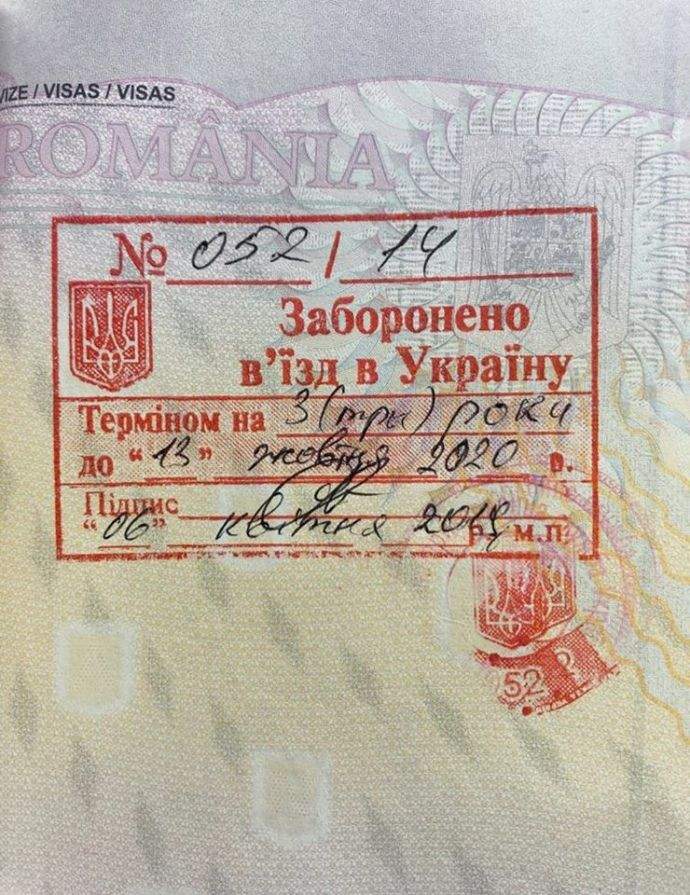 VIZE / VISAS / VISAS
ROMÂNIA
№ 052 / 14
Заборонено
в’їзд в Україну
Терміном на 3 (три) роки
до “13” жовтня 2020 р.
Підпис
“06” квітня 2018 р. м.п.
52